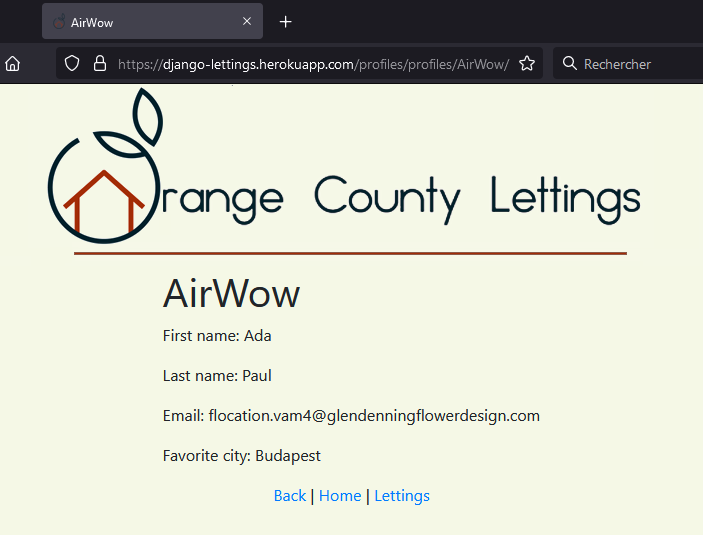 AirWow
https://django-lettings.herokuapp.com/profiles/profiles/AirWow/
Rechercher
range County Lettings
AirWow
First name: Ada
Last name: Paul
Email: flocation.vam4@glendenningflowerdesign.com
Favorite city: Budapest
Back | Home | Lettings